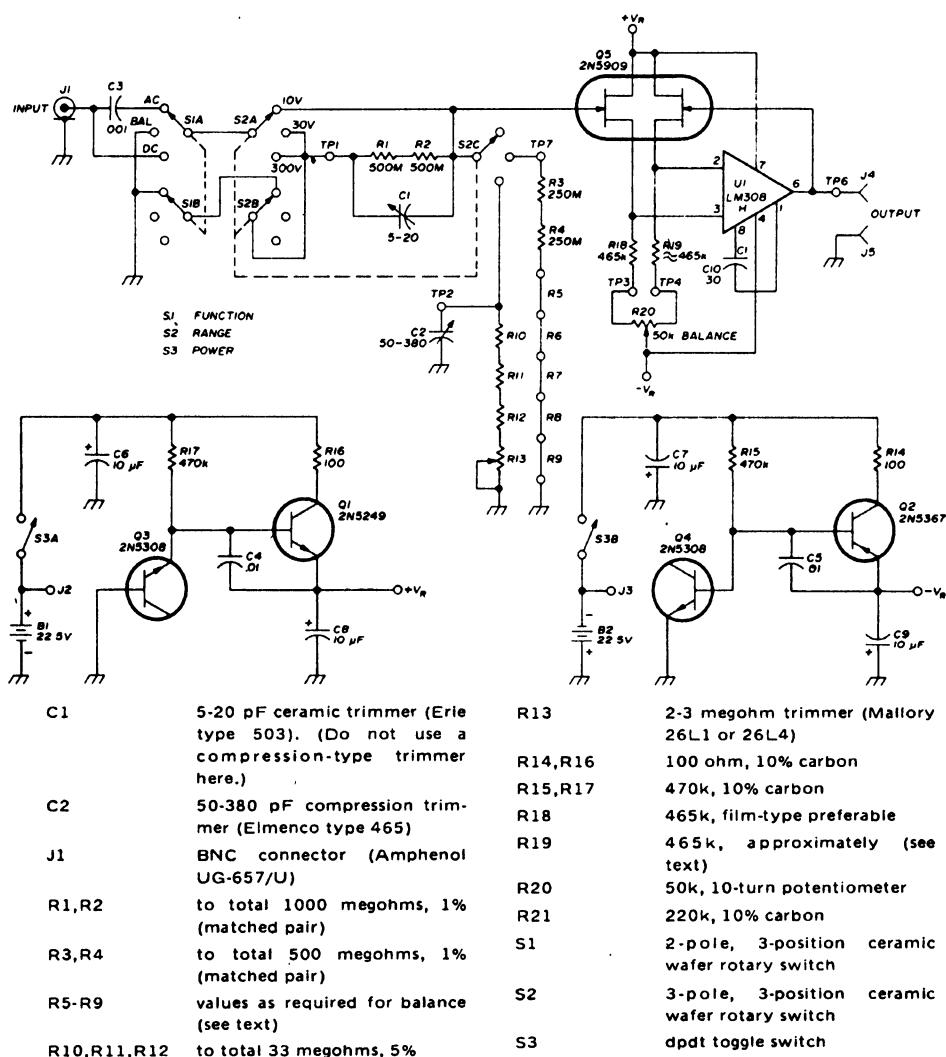 +VR
Q5
2N5909
J1
C3
INPUT
.001
AC
S1A
BAL
DC
S1B
S2A
10V
30V
300V
S2B
TP1
R1
500M
R2
500M
C1
5-20
S2C
TP7
R3
250M
R4
250M
R5
R6
R7
R8
R9
TP2
C2
50-380
R10
R11
R12
R13
2
3
7
6
4
1
8
U1
LM308
H
C1
C10
30
TP6
J4
OUTPUT
J5
R18
465k
R19
≈465k
TP3
TP4
R20
50k BALANCE
-VR
S1 FUNCTION
S2 RANGE
S3 POWER
+
C6
10 µF
R17
470k
R16
100
Q1
2N5249
Q3
2N5308
S3A
C4
.01
J2
+VR
+
B1
22.5V
-
+
C8
10 µF
C7
10 µF
+
R15
470k
R14
100
Q2
2N5367
Q4
2N5308
S3B
C5
.01
J3
-VR
-
B2
22.5V
+
C9
10 µF
+
C1 5-20 pF ceramic trimmer (Erie
type 503). (Do not use a
compression-type trimmer
here.)
C2 50-380 pF compression trim-
mer (Elmenco type 465)
J1 BNC connector (Amphenol
UG-657/U)
R1,R2 to total 1000 megohms, 1%
(matched pair)
R3,R4 to total 500 megohms, 1%
(matched pair)
R5-R9 values as required for balance
(see text)
R10,R11,R12 to total 33 megohms, 5%
R13 2-3 megohm trimmer (Mallory
26L1 or 26L4)
R14,R16 100 ohm, 10% carbon
R15,R17 470k, 10% carbon
R18 465k, film-type preferable
R19 465k, approximately (see
text)
R20 50k, 10-turn potentiometer
R21 220k, 10% carbon
S1 2-pole, 3-position ceramic
wafer rotary switch
S2 3-pole, 3-position ceramic
wafer rotary switch
S3 dpdt toggle switch